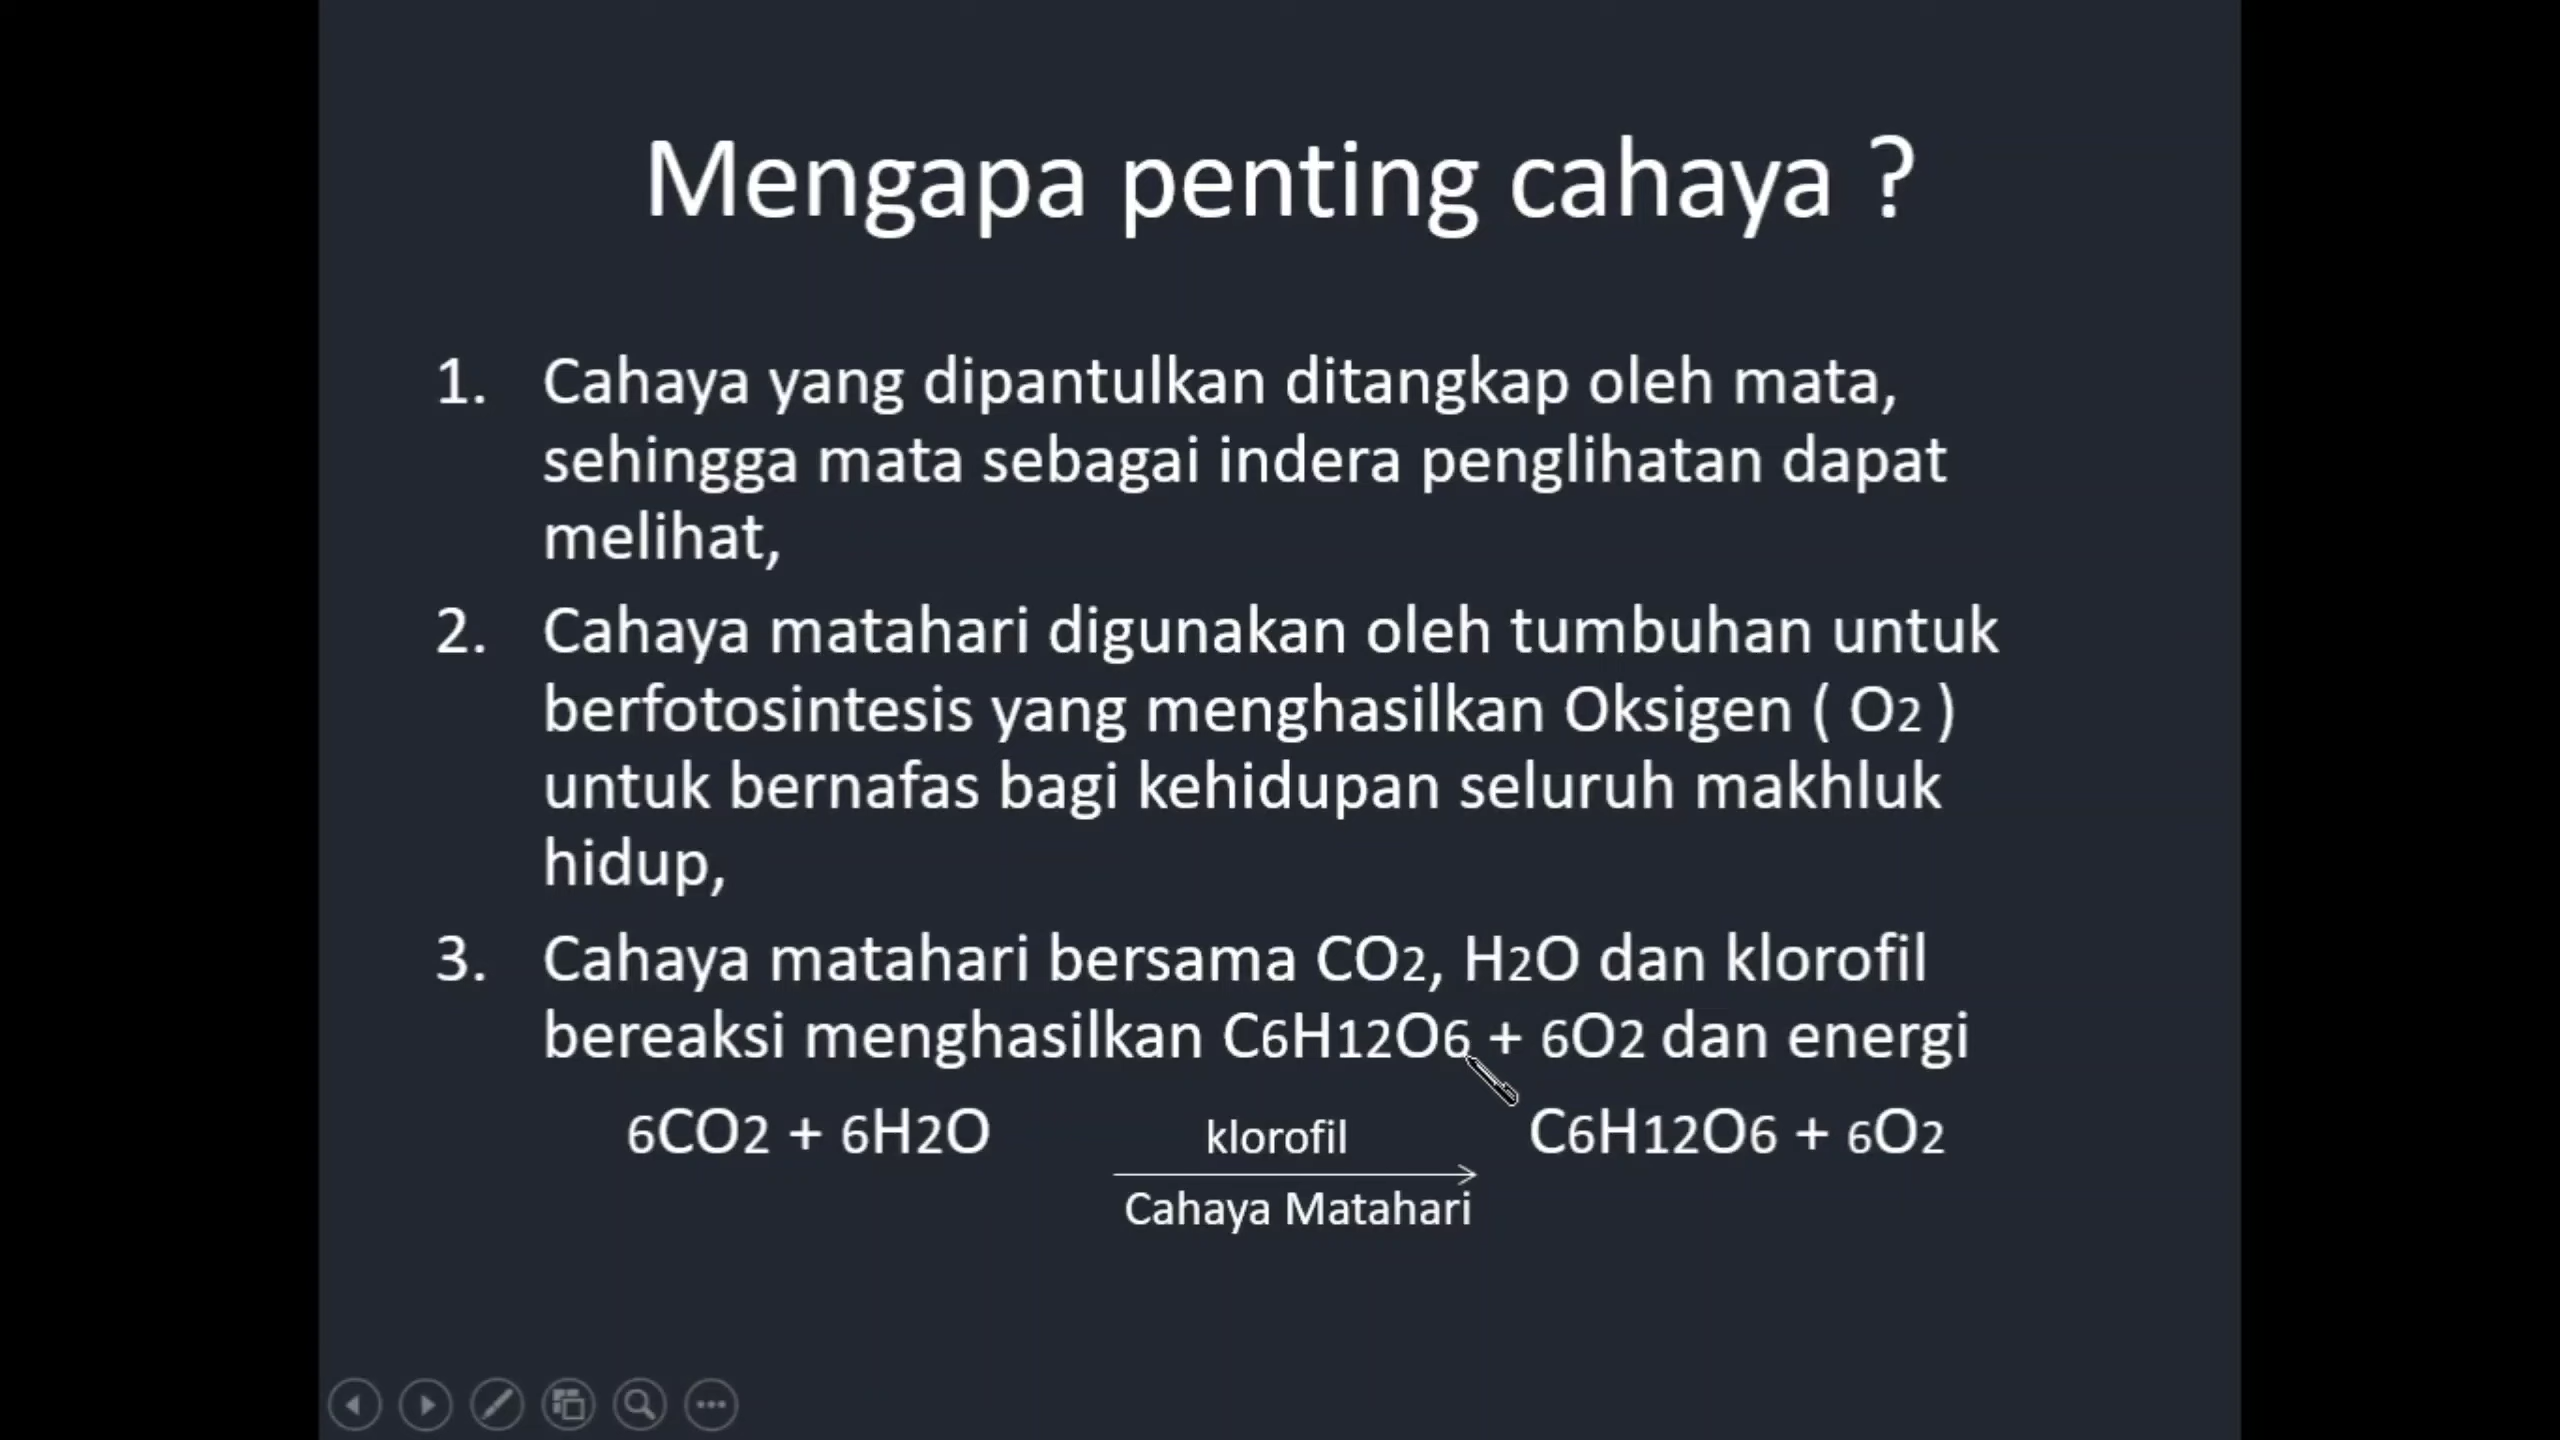 Mengapa penting cahaya ?
1. Cahaya yang dipantulkan ditangkap oleh mata,
sehingga mata sebagai indera penglihatan dapat
melihat,
2. Cahaya matahari digunakan oleh tumbuhan untuk
berfotosintesis yang menghasilkan Oksigen ( O2 )
untuk bernafas bagi kehidupan seluruh makhluk
hidup,
3. Cahaya matahari bersama CO2, H2O dan klorofil
bereaksi menghasilkan C6H12O6 + 6O2 dan energi
6CO2 + 6H2O klorofil C6H12O6 + 6O2
Cahaya Matahari